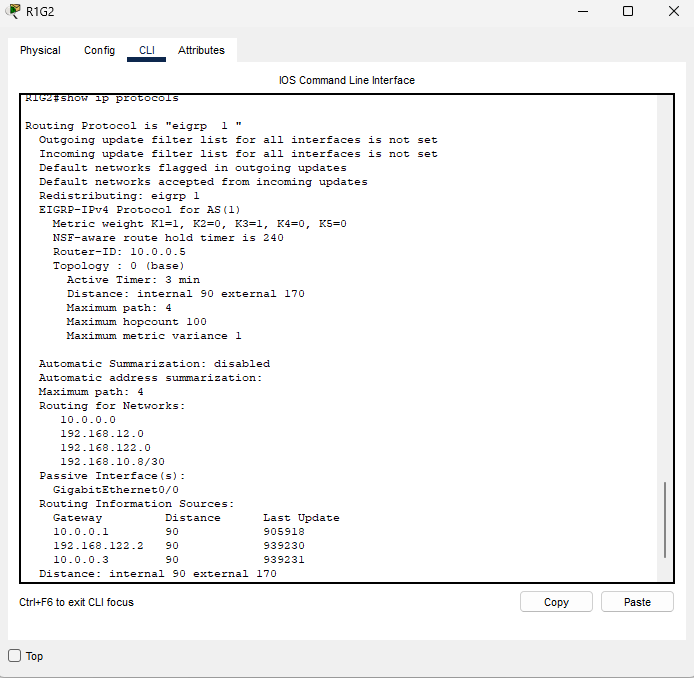 R1G2
Physical Config CLI Attributes
IOS Command Line Interface
R1G2#show ip protocols
Routing Protocol is "eigrp  1 "
  Outgoing update filter list for all interfaces is not set
  Incoming update filter list for all interfaces is not set
  Default networks flagged in outgoing updates
  Default networks accepted from incoming updates
  Redistributing: eigrp 1
  EIGRP-IPv4 Protocol for AS(1)
    Metric weight K1=1, K2=0, K3=1, K4=0, K5=0
    NSF-aware route hold timer is 240
    Router-ID: 10.0.0.5
    Topology : 0 (base)
      Active Timer: 3 min
      Distance: internal 90 external 170
      Maximum path: 4
      Maximum hopcount 100
      Maximum metric variance 1
  Automatic Summarization: disabled
  Automatic address summarization:
  Maximum path: 4
  Routing for Networks:
     10.0.0.0
     192.168.12.0
     192.168.122.0
     192.168.10.8/30
  Passive Interface(s):
    GigabitEthernet0/0
  Routing Information Sources:
    Gateway         Distance      Last Update
    10.0.0.1        90            905918
    192.168.122.2   90            939230
    10.0.0.3        90            939231
  Distance: internal 90 external 170
Ctrl+F6 to exit CLI focus
Copy Paste
Top